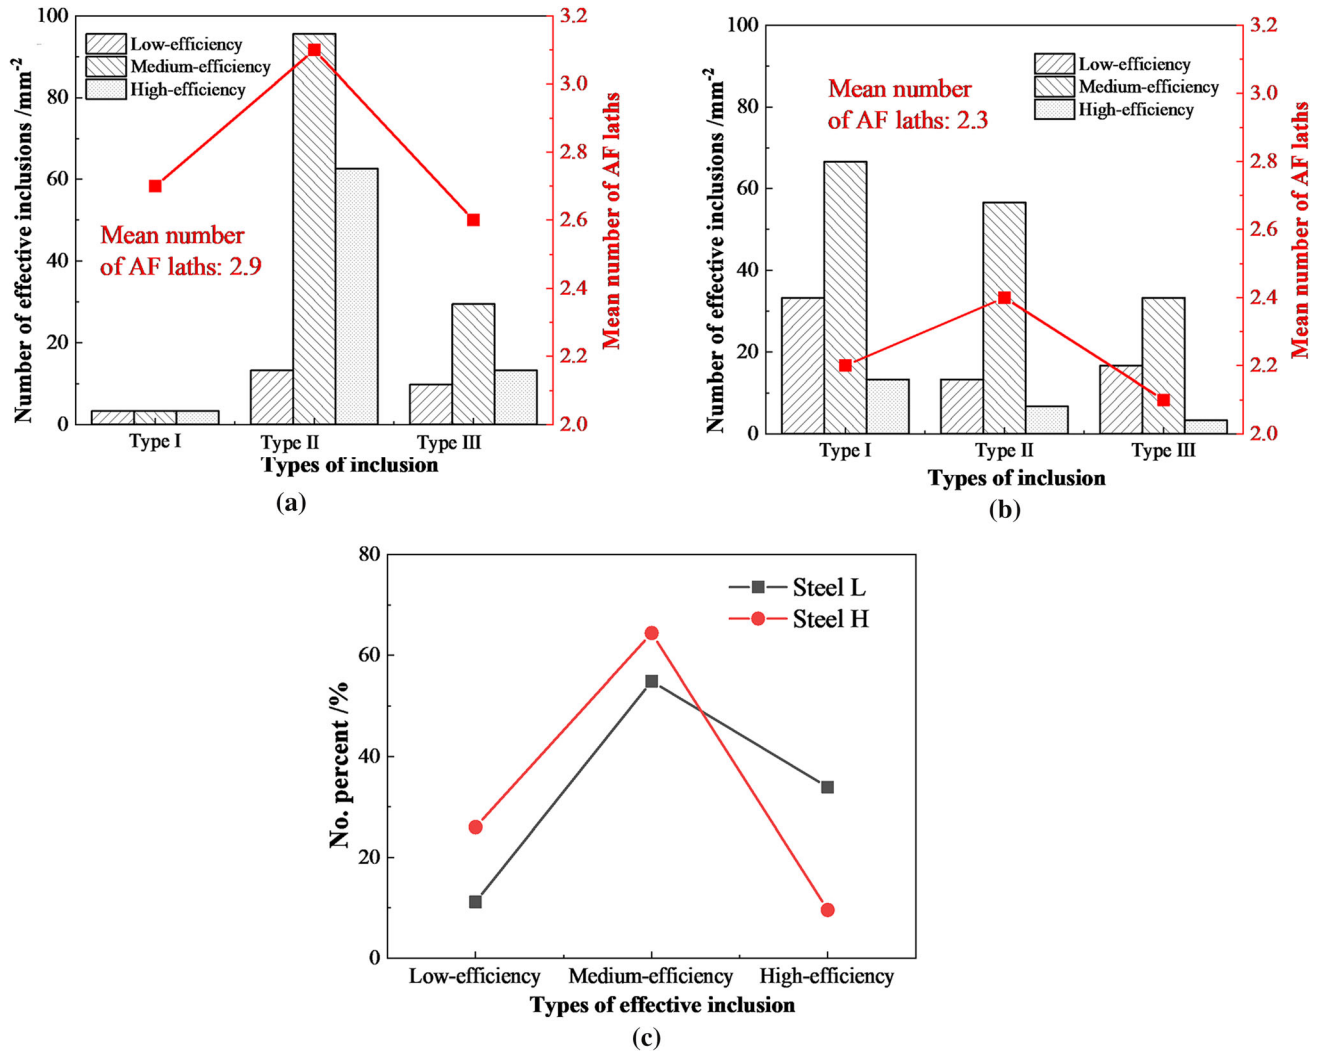 100
80
60
40
20
0
Number of effective inclusions /mm-2
Low-efficiency
Medium-efficiency
High-efficiency
Mean number
of AF laths: 2.9
3.2
3.0
2.8
2.6
2.4
2.2
2.0
Mean number of AF laths
Type I
Type II
Type III
Types of inclusion
(a)
100
80
60
40
20
0
Number of effective inclusions /mm-2
Low-efficiency
Medium-efficiency
High-efficiency
Mean number
of AF laths: 2.3
3.2
3.0
2.8
2.6
2.4
2.2
2.0
Mean number of AF laths
Type I
Type II
Type III
Types of inclusion
(b)
80
60
40
20
0
No. percent /%
Steel L
Steel H
Low-efficiency
Medium-efficiency
High-efficiency
Types of effective inclusion
(c)